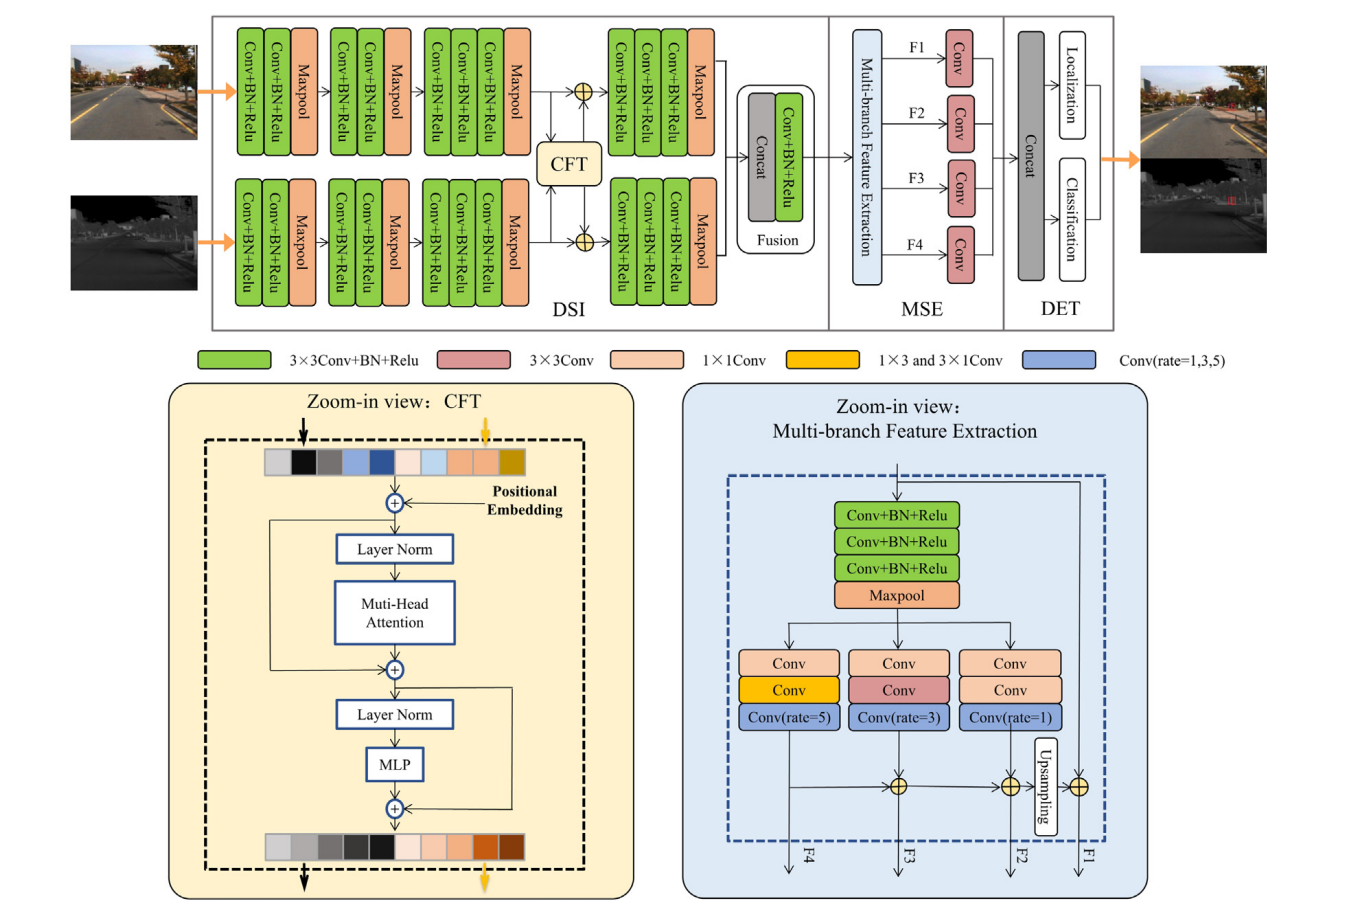 Conv+BN+Relu
Conv+BN+Relu
Maxpool
Conv+BN+Relu
Conv+BN+Relu
Maxpool
Conv+BN+Relu
Conv+BN+Relu
Conv+BN+Relu
Maxpool
CFT
Conv+BN+Relu
Conv+BN+Relu
Conv+BN+Relu
Maxpool
Conv+BN+Relu
Conv+BN+Relu
Maxpool
Conv+BN+Relu
Conv+BN+Relu
Maxpool
Conv+BN+Relu
Conv+BN+Relu
Conv+BN+Relu
Maxpool
Conv+BN+Relu
Conv+BN+Relu
Conv+BN+Relu
Maxpool
Concat
Conv+BN+Relu
Fusion
DSI
Multi-branch Feature Extraction
F1
Conv
F2
Conv
F3
Conv
F4
Conv
MSE
Concat
Localization
Classification
DET
3×3Conv+BN+Relu
3×3Conv
1×1Conv
1×3 and 3×1Conv
Conv(rate=1,3,5)
Zoom-in view: CFT
Positional
Embedding
Layer Norm
Muti-Head
Attention
Layer Norm
MLP
Zoom-in view:
Multi-branch Feature Extraction
Conv+BN+Relu
Conv+BN+Relu
Conv+BN+Relu
Maxpool
Conv
Conv
Conv(rate=5)
Conv
Conv
Conv(rate=3)
Conv
Conv
Conv(rate=1)
Upsampling
F4
F3
F2
F1